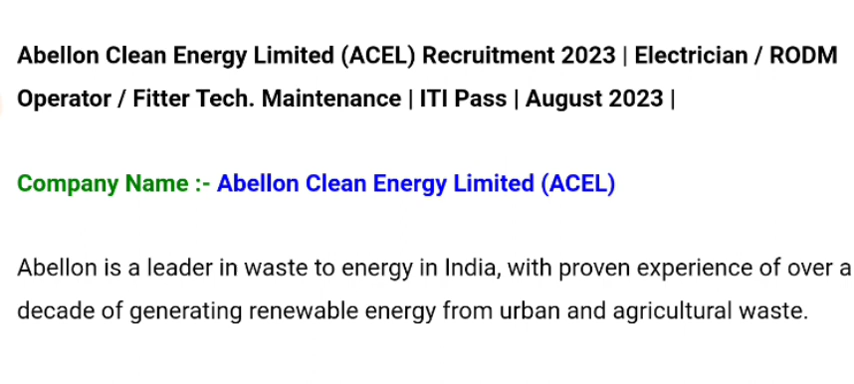 Abellon Clean Energy Limited (ACEL) Recruitment 2023 | Electrician / RODM
Operator / Fitter Tech. Maintenance | ITI Pass | August 2023 |
Company Name :- Abellon Clean Energy Limited (ACEL)
Abellon is a leader in waste to energy in India, with proven experience of over a
decade of generating renewable energy from urban and agricultural waste.